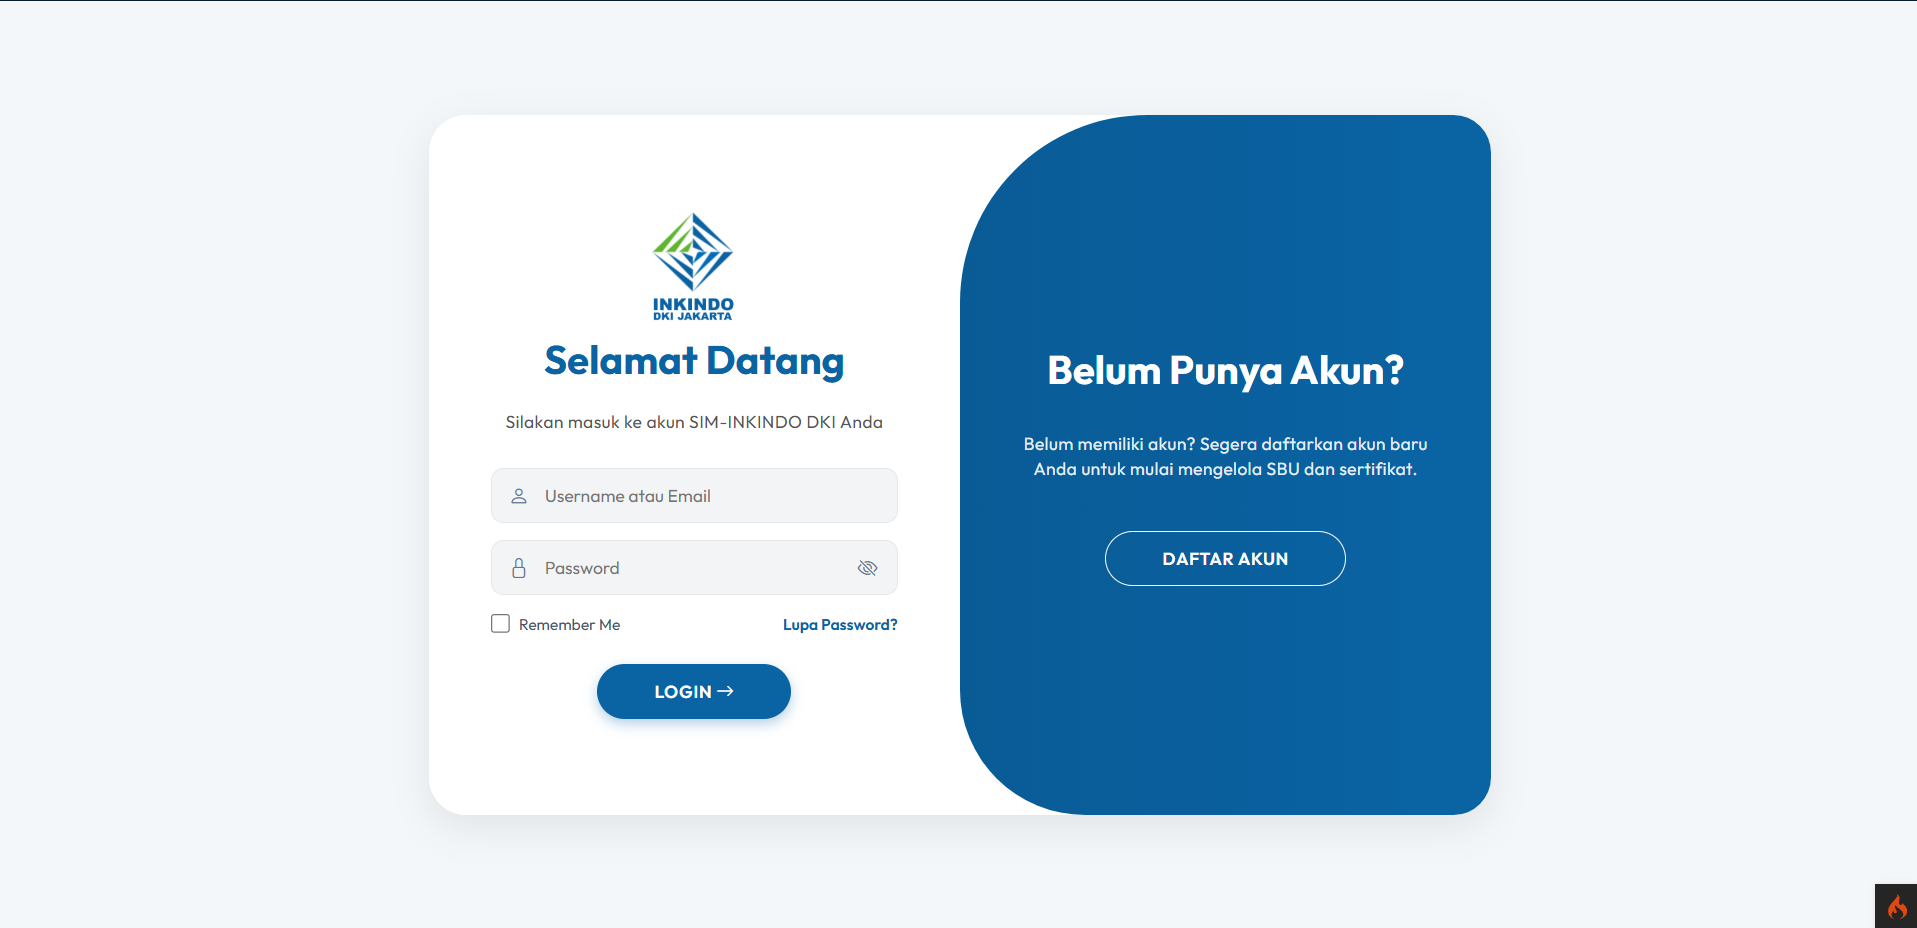 INKINDO
DKI JAKARTA
Selamat Datang
Silakan masuk ke akun SIM-INKINDO DKI Anda
Username atau Email
Password
Remember Me
Lupa Password?
LOGIN →
Belum Punya Akun?
Belum memiliki akun? Segera daftarkan akun baru
Anda untuk mulai mengelola SBU dan sertifikat.
DAFTAR AKUN